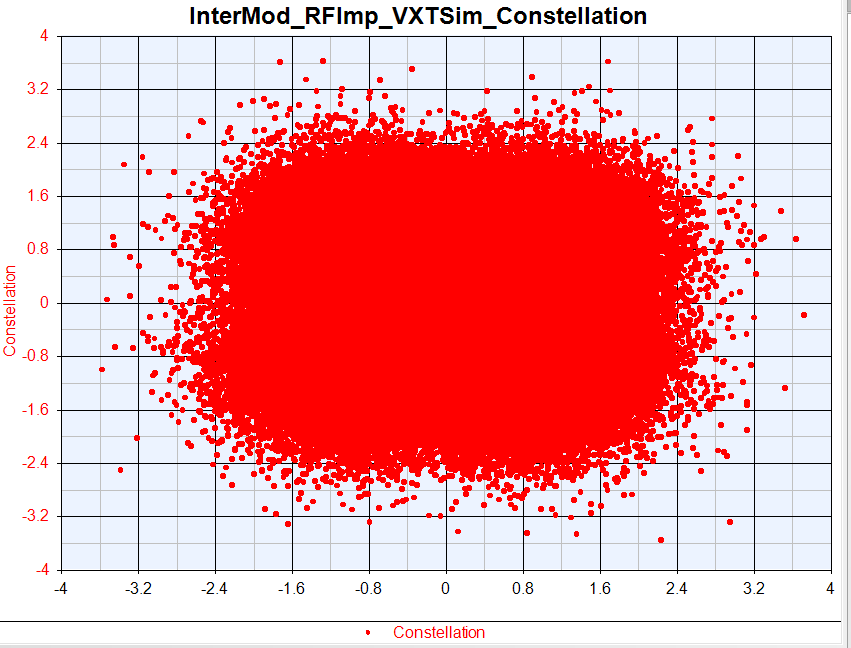 InterMod_RFImp_VXTSim_Constellation
4
3.2
2.4
1.6
0.8
0
-0.8
-1.6
-2.4
-3.2
-4
Constellation
-4 -3.2 -2.4 -1.6 -0.8 0 0.8 1.6 2.4 3.2 4
Constellation